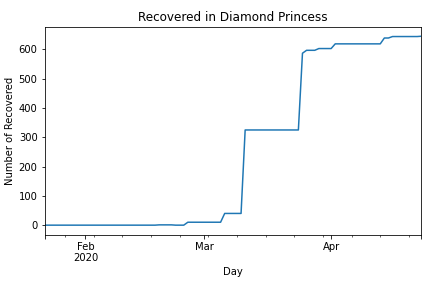 Recovered in Diamond Princess
Number of Recovered
600
500
400
300
200
100
0
Feb
2020
Mar
Apr
Day